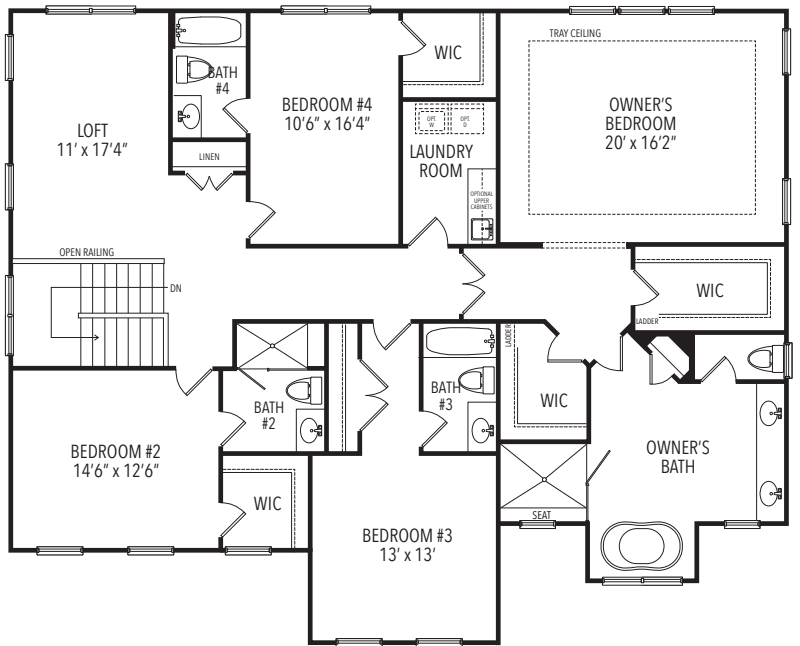 TRAY CEILING
WIC
BATH
#4
BEDROOM #4
10'6" x 16'4"
OWNER'S
BEDROOM
20' x 16'2"
LOFT
11' x 17'4"
OPT.
W
OPT.
D
LAUNDRY
ROOM
LINEN
OPTIONAL
UPPER
CABINETS
OPEN RAILING
DN
WIC
LADDER
LADDER
BATH
#2
BATH
#3
WIC
BEDROOM #2
14'6" x 12'6"
OWNER'S
BATH
WIC
SEAT
BEDROOM #3
13' x 13'